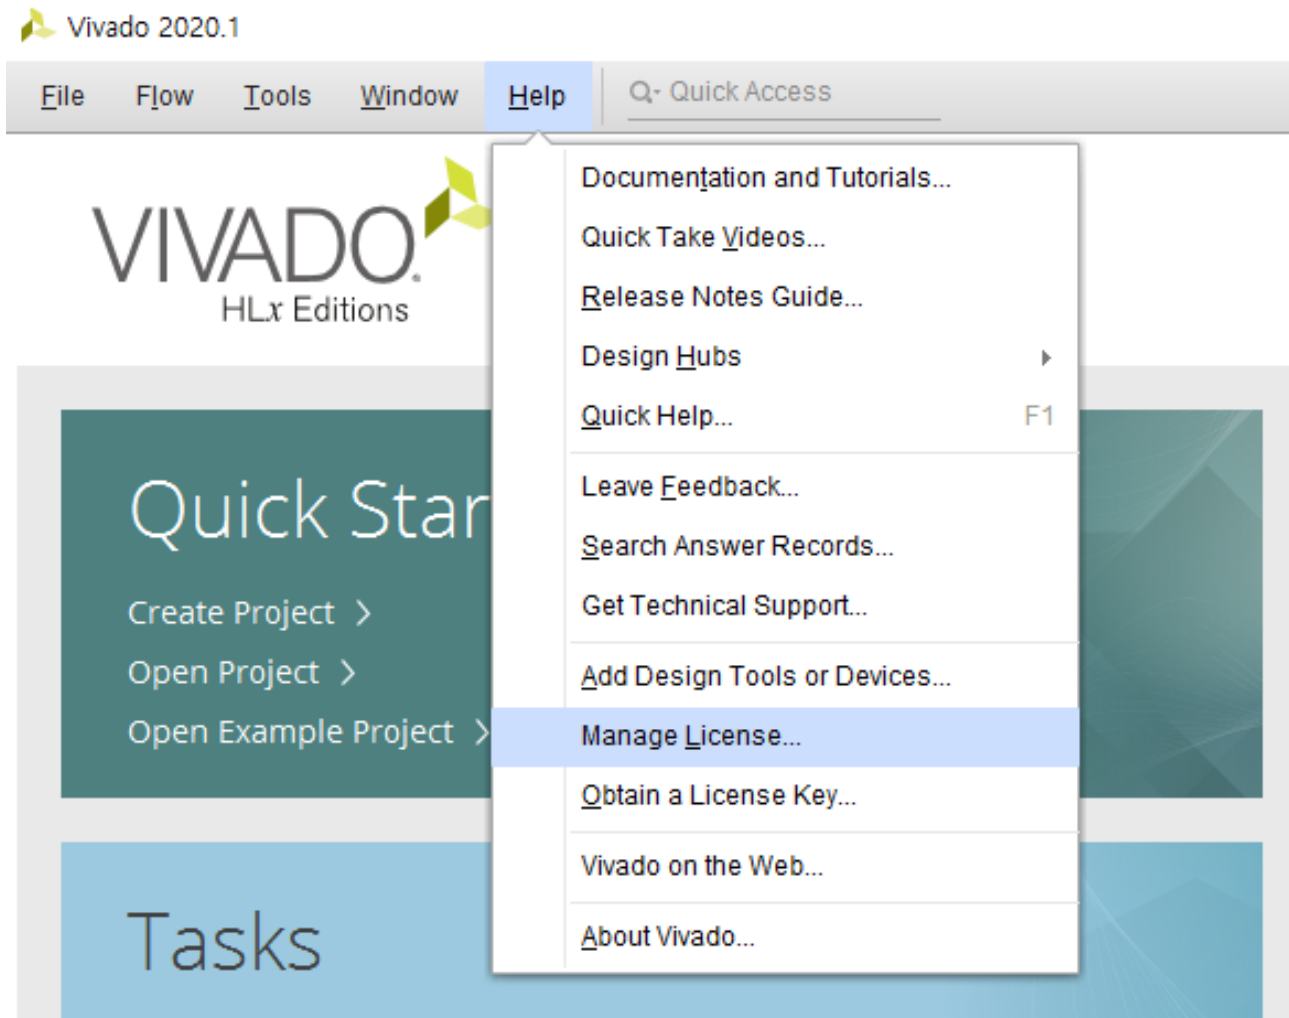 Vivado 2020.1
File Flow Tools Window Help Quick Access
VIVADO.
HLx Editions
Documentation and Tutorials...
Quick Take Videos...
Release Notes Guide...
Design Hubs
Quick Help... F1
Leave Feedback...
Search Answer Records...
Get Technical Support...
Add Design Tools or Devices...
Manage License...
Obtain a License Key...
Vivado on the Web...
About Vivado...
Quick Star
Create Project >
Open Project >
Open Example Project >
Tasks